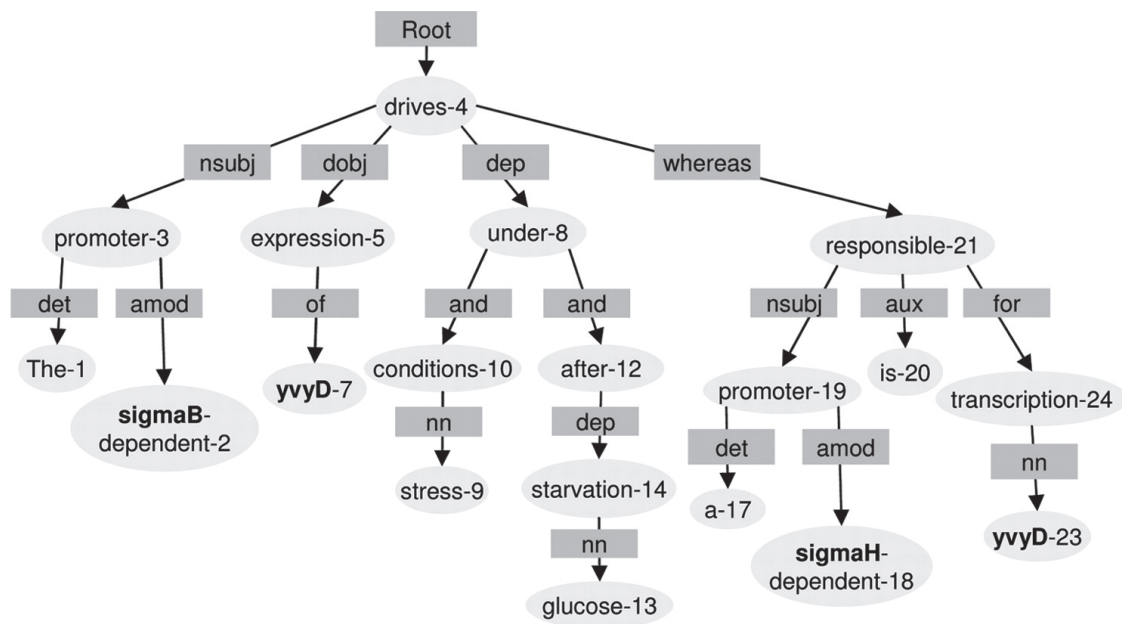 Root
drives-4
nsubj dobj dep whereas
promoter-3 expression-5 under-8 responsible-21
det amod of and and nsubj aux for
The-1 sigmaB-
dependent-2 yvyD-7 conditions-10 after-12 promoter-19 is-20 transcription-24
nn dep det amod nn
stress-9 starvation-14 a-17 sigmaH-
dependent-18 yvyD-23
nn
glucose-13